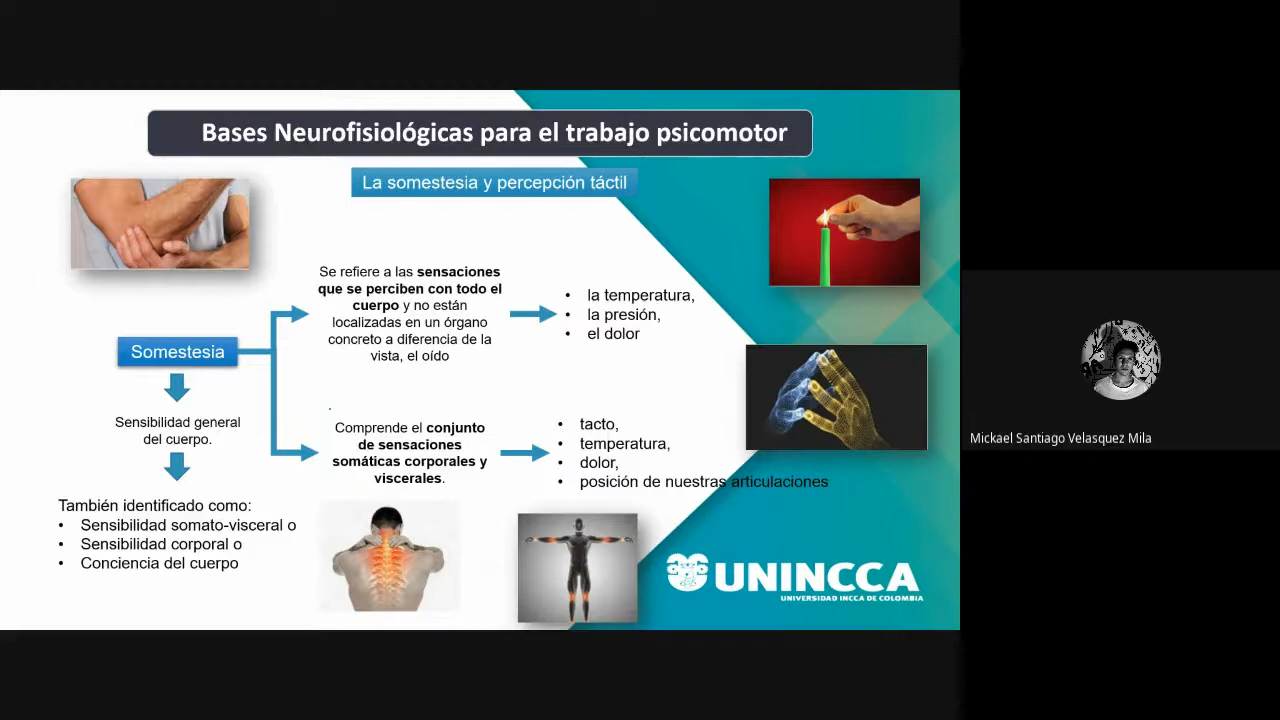 Bases Neurofisiológicas para el trabajo psicomotor
La somestesia y percepción táctil
Somestesia
Sensibilidad general
del cuerpo.
También identificado como:
• Sensibilidad somato-visceral o
• Sensibilidad corporal o
• Conciencia del cuerpo
Se refiere a las sensaciones
que se perciben con todo el
cuerpo y no están
localizadas en un órgano
concreto a diferencia de la
vista, el oído
• la temperatura,
• la presión,
• el dolor
.
Comprende el conjunto
de sensaciones
somáticas corporales y
viscerales.
• tacto,
• temperatura,
• dolor,
• posición de nuestras articulaciones
UNINCCA
UNIVERSIDAD INCCA DE COLOMBIA
Mickael Santiago Velasquez Mila